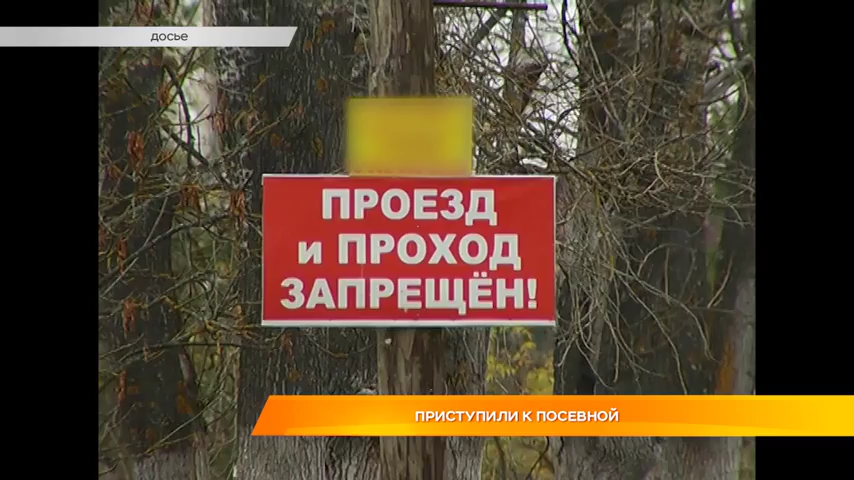 ДОСЬЕ
ПРОЕЗД
и ПРОХОД
ЗАПРЕЩЁН!
ПРИСТУПИЛИ К ПОСЕВНОЙ